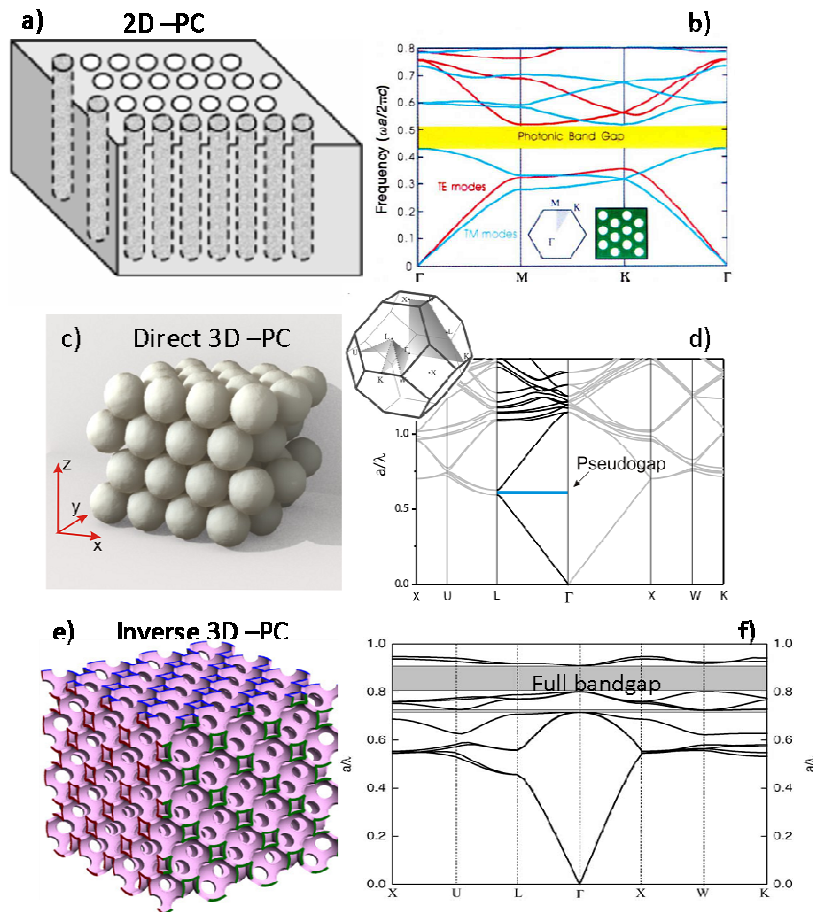 a)
2D –PC
b)
0.8
0.7
0.6
0.5
0.4
0.3
0.2
0.1
0
Frequency (ωa/2πc)
Photonic Band Gap
TE modes
TM modes
M
K
Γ
Γ
M
K
Γ
c)
Direct 3D –PC
z
y
x
X
U
L
K
X
K
d)
1.0
0.5
0.0
a/λ
Pseudogap
X
U
L
Γ
X
W
K
e)
Inverse 3D –PC
f)
1.0
0.8
0.6
0.4
0.2
0.0
a/λ
Full bandgap
1.0
0.8
0.6
0.4
0.2
0.0
a/λ
X
U
L
Γ
X
W
K